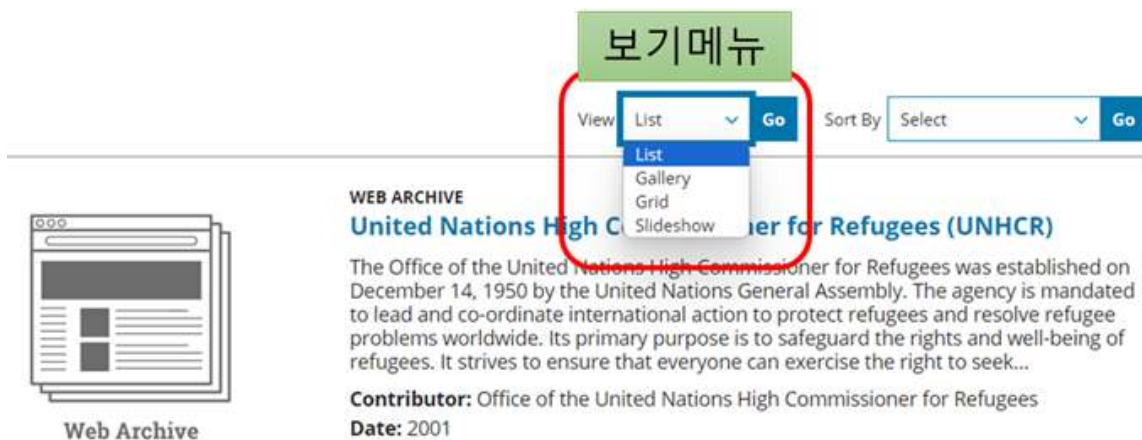 보기메뉴
View List Go Sort By Select Go
List
Gallery
Grid
Slideshow
WEB ARCHIVE
United Nations High C er for Refugees (UNHCR)
The Office of the United Nations High Commissioner for Refugees was established on
December 14, 1950 by the United Nations General Assembly. The agency is mandated
to lead and co-ordinate international action to protect refugees and resolve refugee
problems worldwide. Its primary purpose is to safeguard the rights and well-being of
refugees. It strives to ensure that everyone can exercise the right to seek...
Contributor: Office of the United Nations High Commissioner for Refugees
Date: 2001
Web Archive